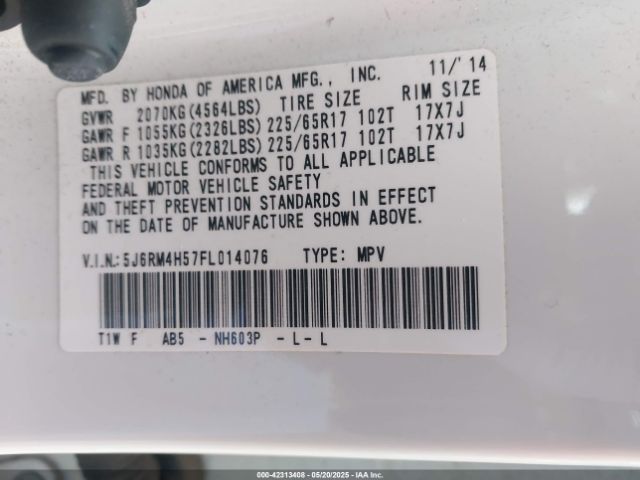 MFD. BY HONDA OF AMERICA MFG., INC. 11/'14
GVWR 2070KG(4564LBS) TIRE SIZE RIM SIZE
GAWR F 1055KG(2326LBS) 225/65R17 102T 17X7J
GAWR R 1035KG(2282LBS) 225/65R17 102T 17X7J
THIS VEHICLE CONFORMS TO ALL APPLICABLE
FEDERAL MOTOR VEHICLE SAFETY
AND THEFT PREVENTION STANDARDS IN EFFECT
ON THE DATE OF MANUFACTURE SHOWN ABOVE.
V.I.N.:5J6RM4H57FL014076 TYPE: MPV
T1W F AB5 - NH603P - L - L
000-42313408 - 05/20/2025 - IAA Inc.